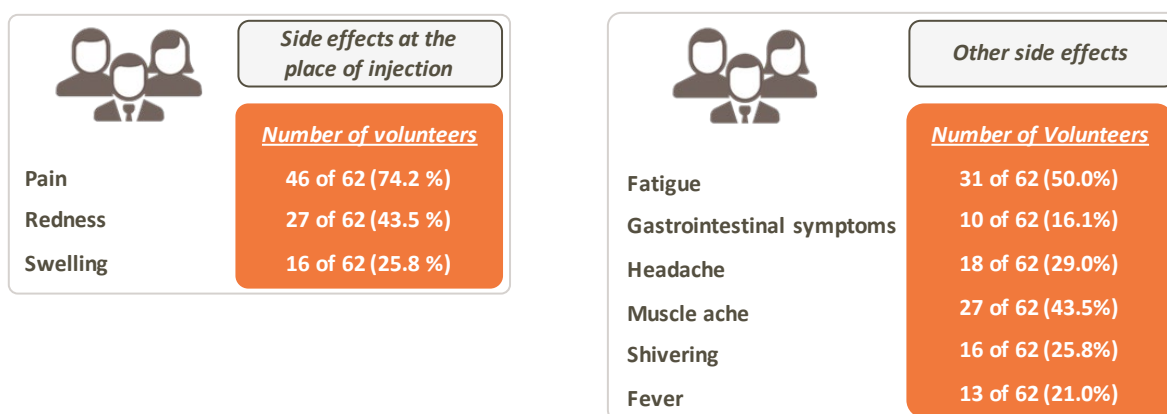 Side effects at the
place of injection
Number of volunteers
Pain 46 of 62 (74.2 %)
Redness 27 of 62 (43.5 %)
Swelling 16 of 62 (25.8 %)
Other side effects
Number of Volunteers
Fatigue 31 of 62 (50.0%)
Gastrointestinal symptoms 10 of 62 (16.1%)
Headache 18 of 62 (29.0%)
Muscle ache 27 of 62 (43.5%)
Shivering 16 of 62 (25.8%)
Fever 13 of 62 (21.0%)